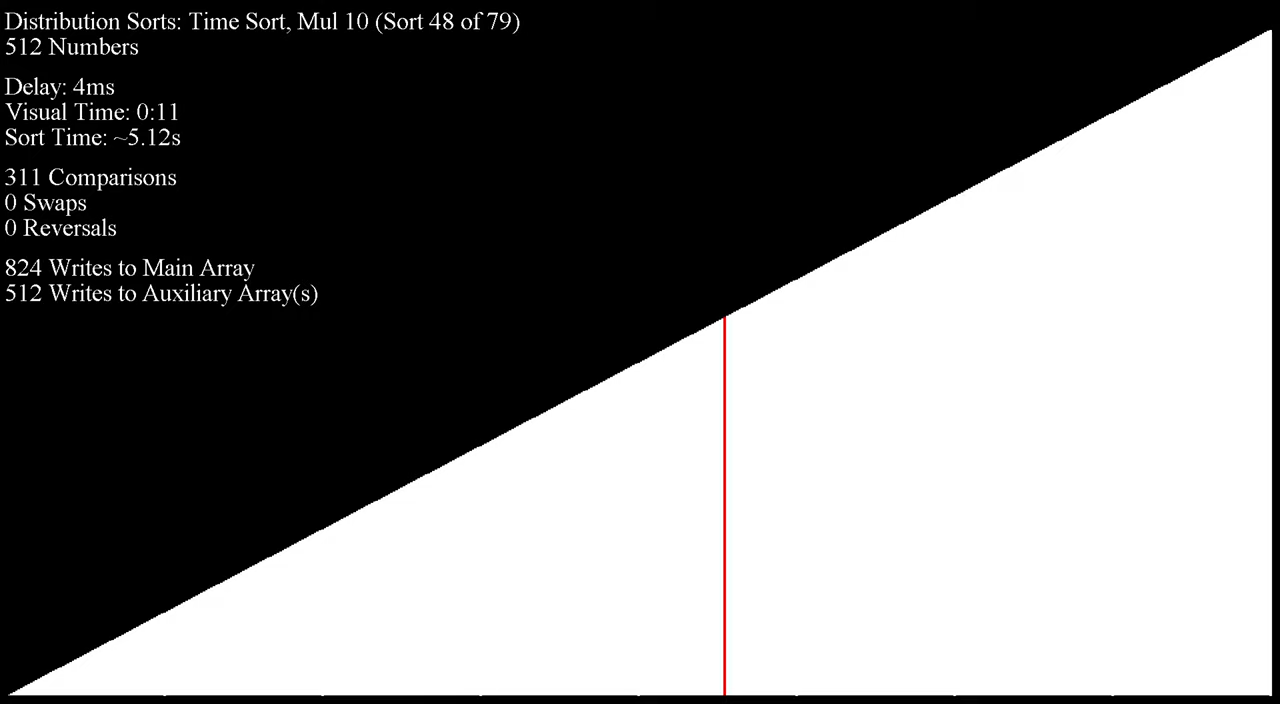 Distribution Sorts: Time Sort, Mul 10 (Sort 48 of 79)
512 Numbers
Delay: 4ms
Visual Time: 0:11
Sort Time: ~5.12s
311 Comparisons
0 Swaps
0 Reversals
824 Writes to Main Array
512 Writes to Auxiliary Array(s)